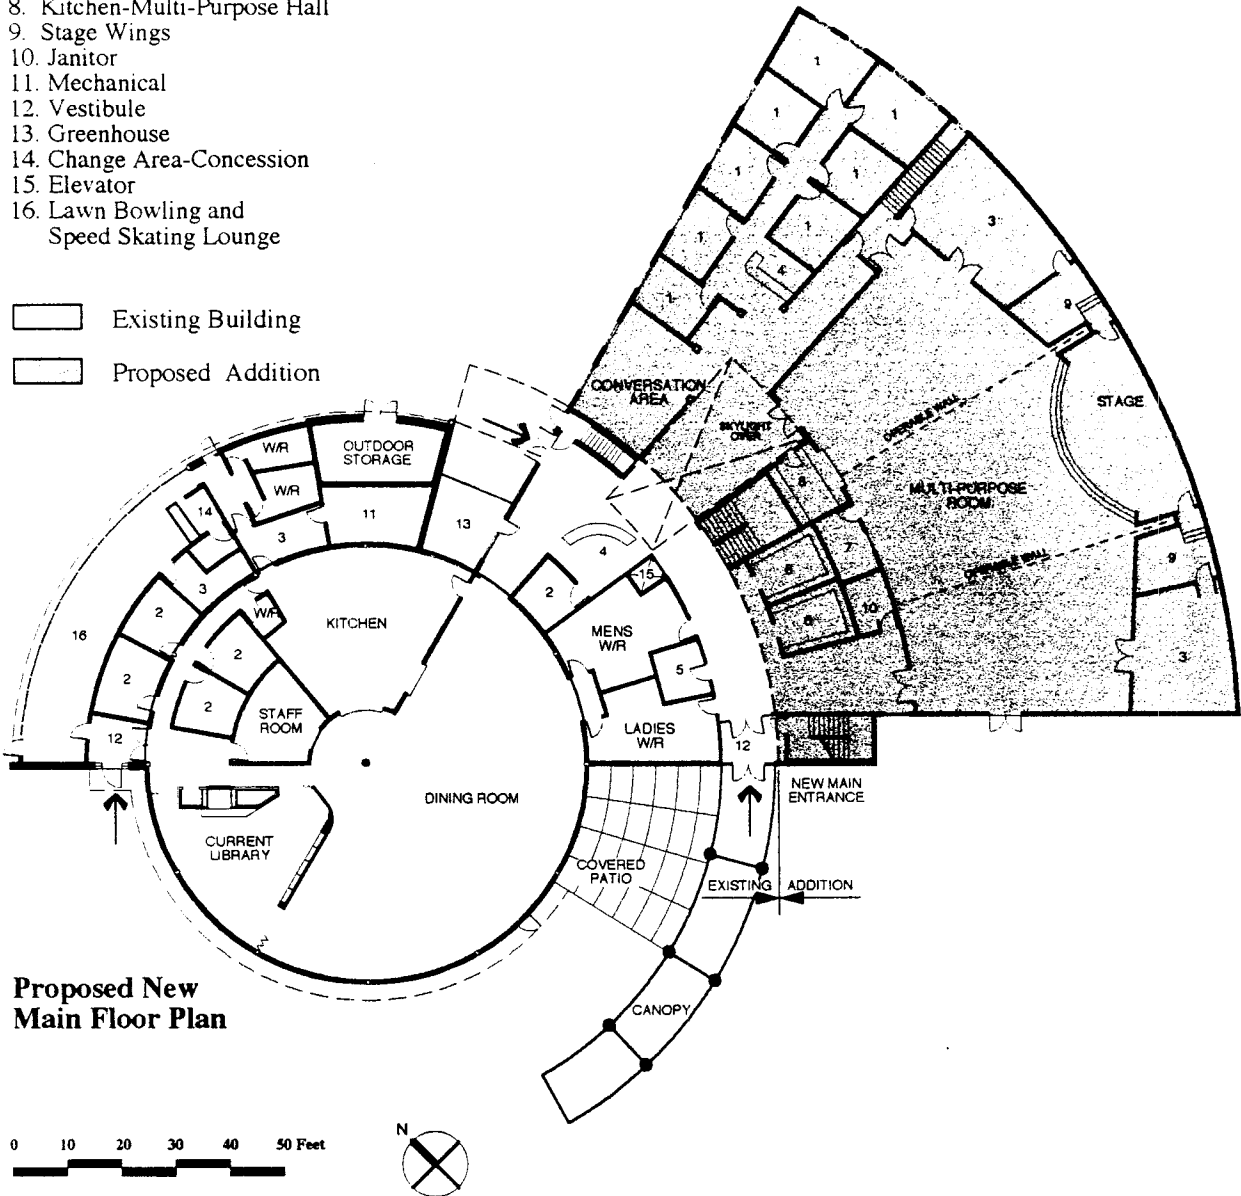 8. Kitchen-Multi-Purpose Hall
9. Stage Wings
10. Janitor
11. Mechanical
12. Vestibule
13. Greenhouse
14. Change Area-Concession
15. Elevator
16. Lawn Bowling and
Speed Skating Lounge
Existing Building
Proposed Addition
1
1
1
1
1
1
1
1
1
4
3
9
CONVERSATION
AREA
SKYLIGHT
OVER
OPERABLE WALL
STAGE
MULTI-PURPOSE
ROOM
OPERABLE WALL
W/R
OUTDOOR
STORAGE
W/R
14
11
13
3
4
3
2
15
2
W/R
KITCHEN
16
MENS
W/R
2
2
2
5
STAFF
ROOM
LADIES
W/R
12
12
7
10
9
3
DINING ROOM
NEW MAIN
ENTRANCE
CURRENT
LIBRARY
COVERED
PATIO
EXISTING
ADDITION
CANOPY
Proposed New
Main Floor Plan
0 10 20 30 40 50 Feet
N